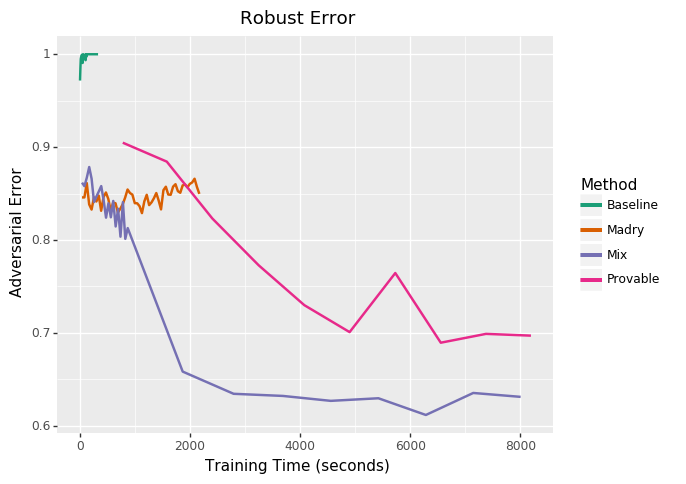 Robust Error
Adversarial Error
1
0.9
0.8
0.7
0.6
0
2000
4000
6000
8000
Training Time (seconds)
Method
Baseline
Madry
Mix
Provable